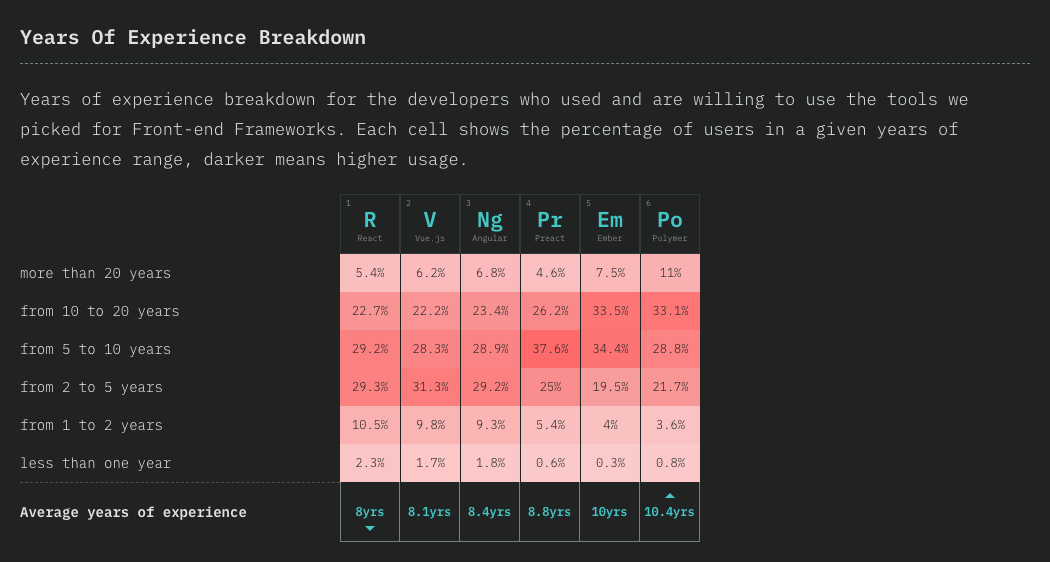 Years Of Experience Breakdown
Years of experience breakdown for the developers who used and are willing to use the tools we
picked for Front-end Frameworks. Each cell shows the percentage of users in a given years of
experience range, darker means higher usage.
1 2 3 4 5 6
R V Ng Pr Em Po
React Vue.js Angular Preact Ember Polymer
more than 20 years 5.4% 6.2% 6.8% 4.6% 7.5% 11%
from 10 to 20 years 22.7% 22.2% 23.4% 26.2% 33.5% 33.1%
from 5 to 10 years 29.2% 28.3% 28.9% 37.6% 34.4% 28.8%
from 2 to 5 years 29.3% 31.3% 29.2% 25% 19.5% 21.7%
from 1 to 2 years 10.5% 9.8% 9.3% 5.4% 4% 3.6%
less than one year 2.3% 1.7% 1.8% 0.6% 0.3% 0.8%
Average years of experience 8yrs 8.1yrs 8.4yrs 8.8yrs 10yrs 10.4yrs